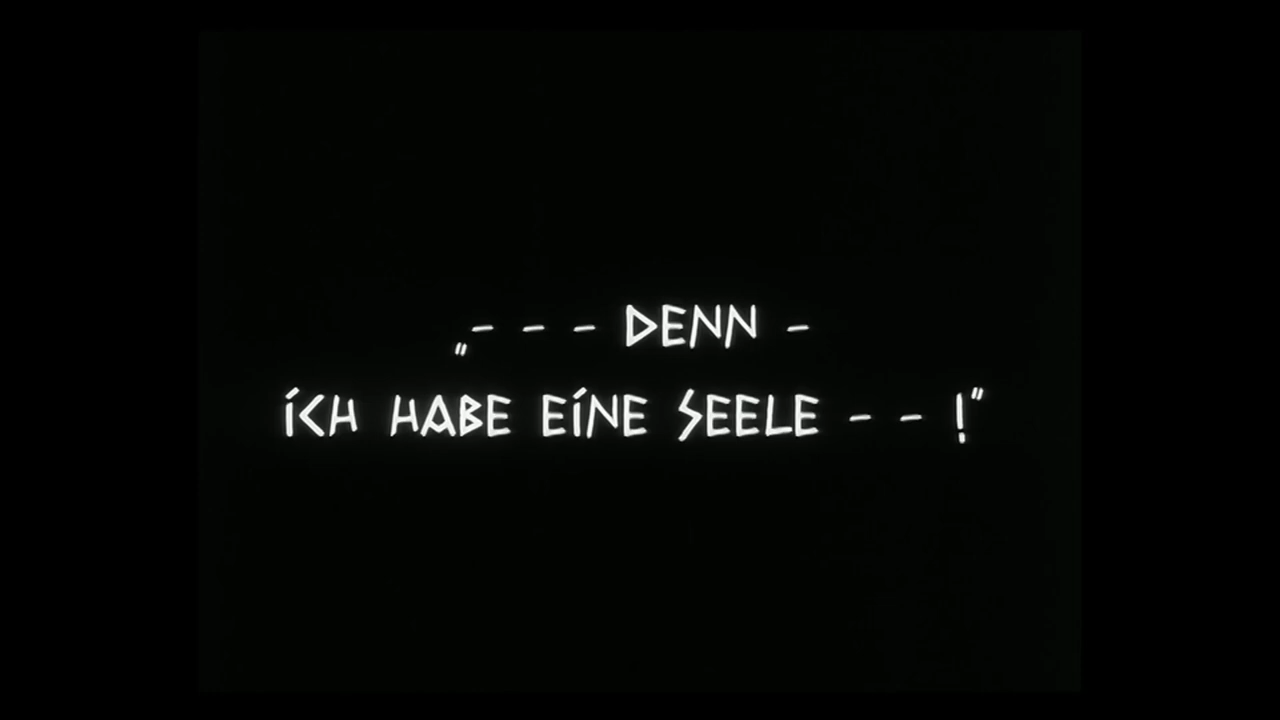 „- - - DENN -
ICH HABE EINE SEELE - - !"